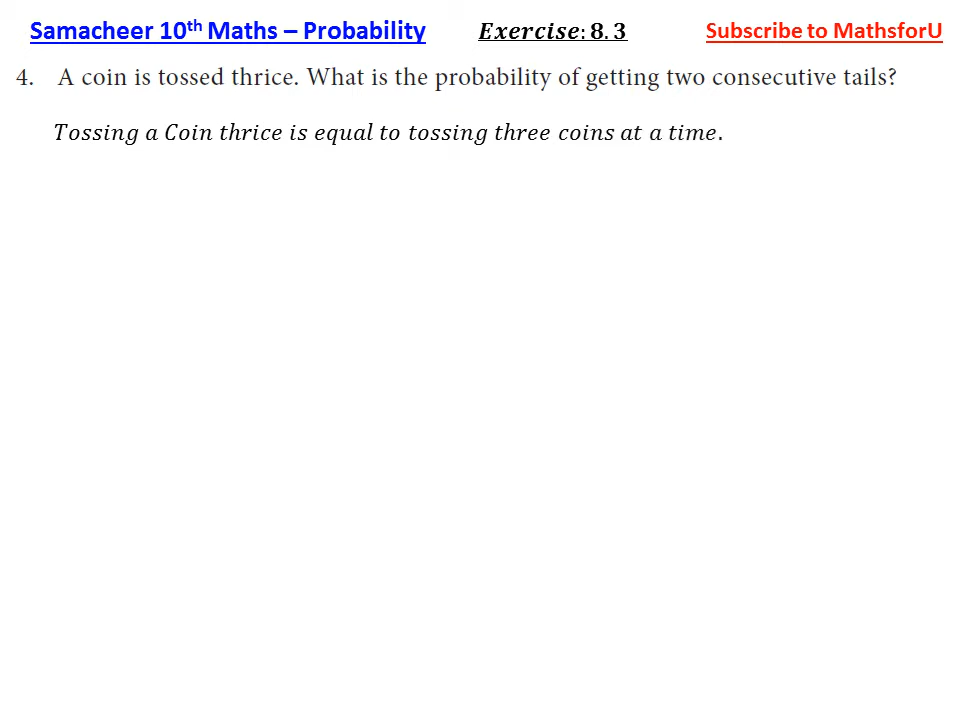 Samacheer 10th Maths – Probability Exercise: 8.3 Subscribe to MathsforU
4. A coin is tossed thrice. What is the probability of getting two consecutive tails?
Tossing a Coin thrice is equal to tossing three coins at a time.